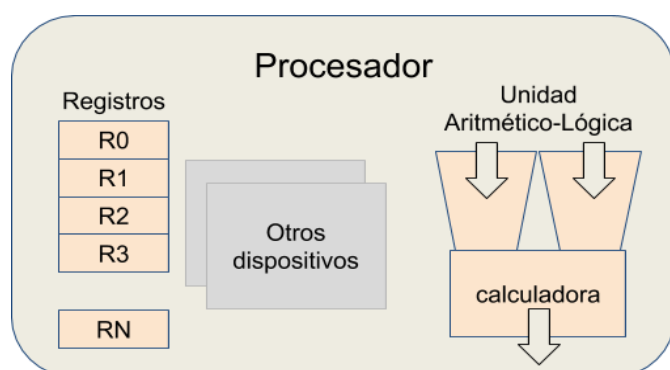 Procesador
Registros
R0
R1
R2
R3
RN
Otros
dispositivos
Unidad
Aritmético-Lógica
calculadora